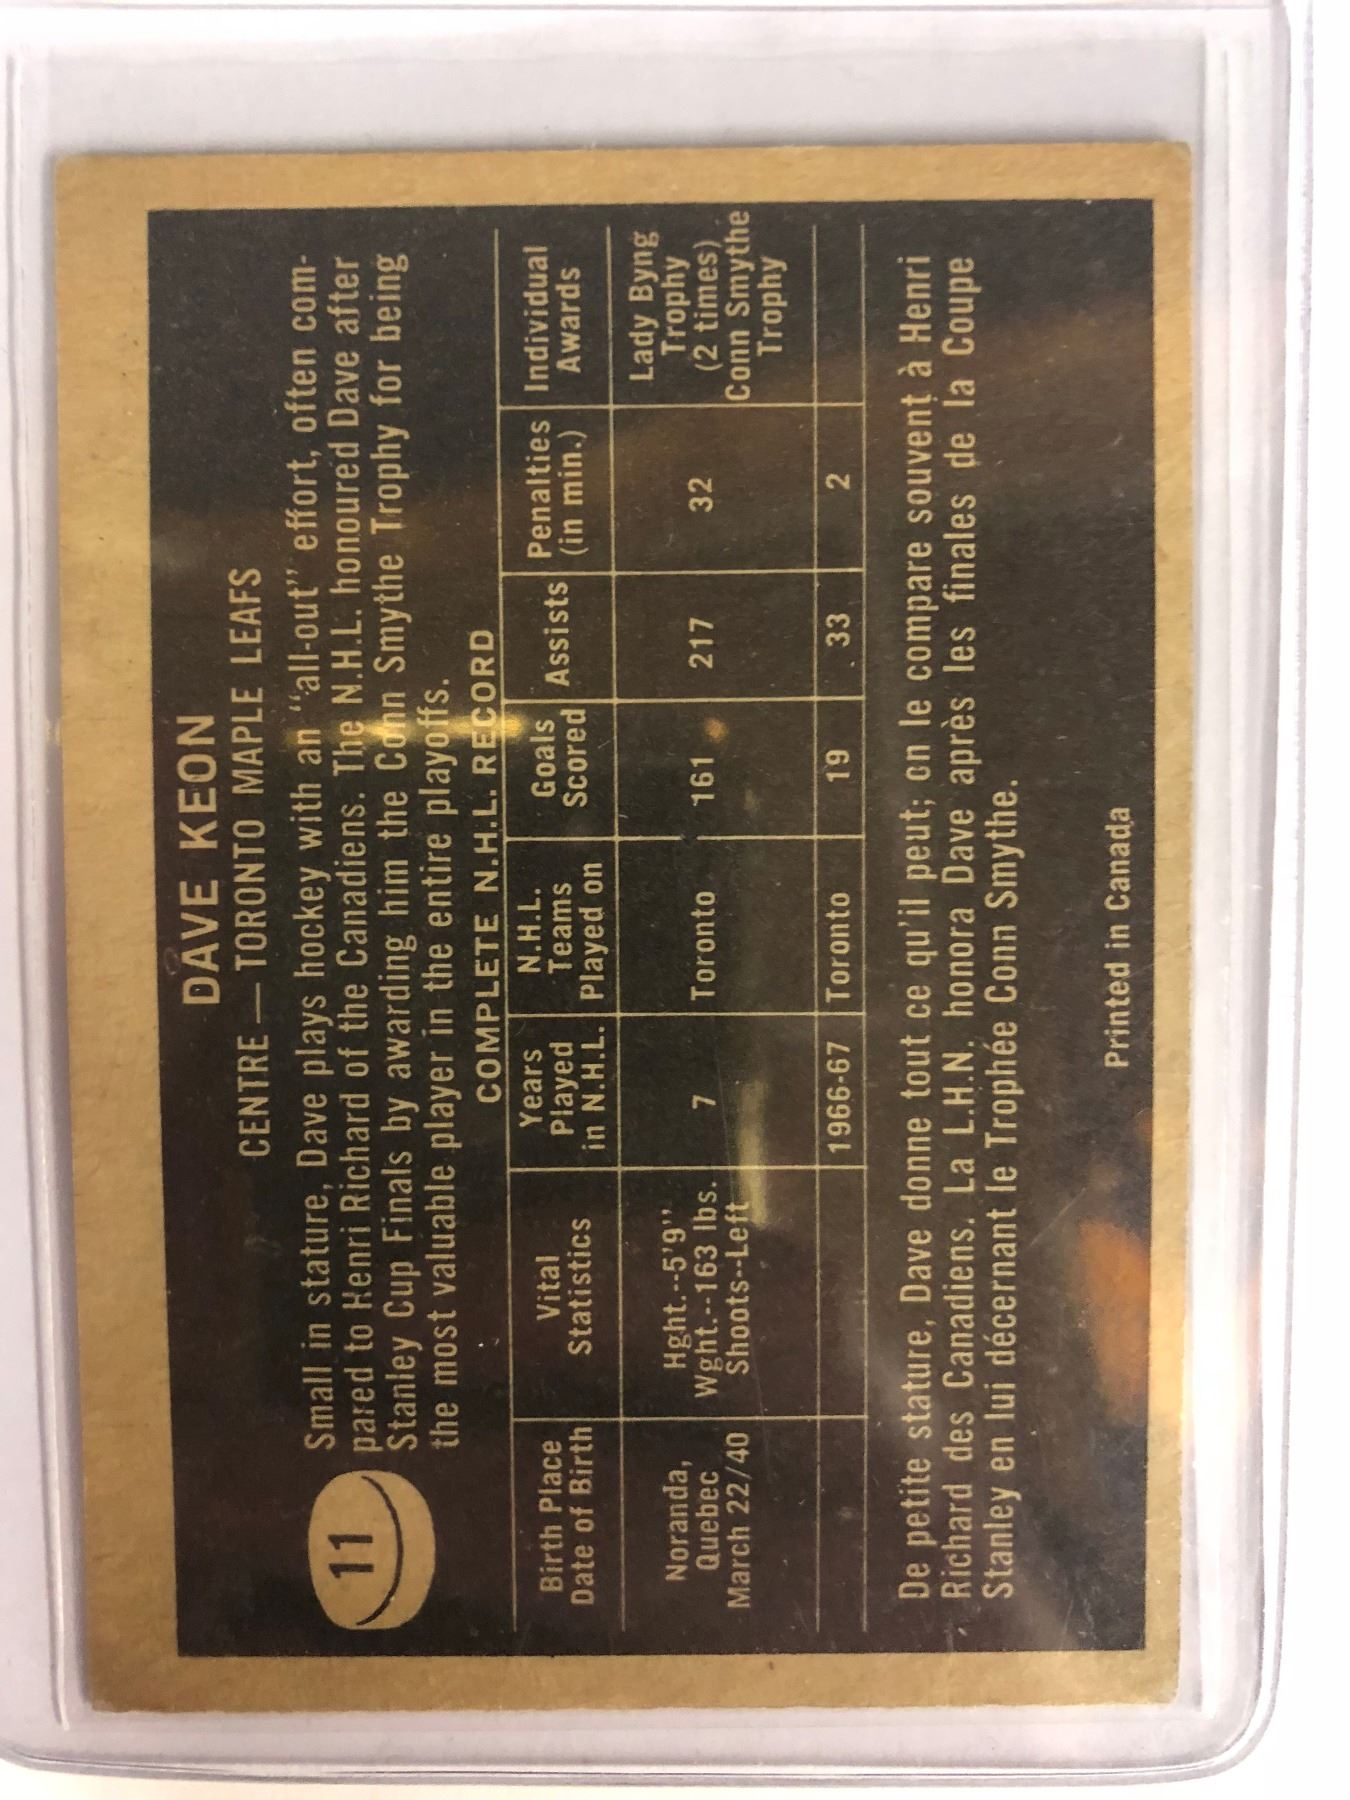 DAVE KEON
CENTRE — TORONTO MAPLE LEAFS
11
Small in stature, Dave plays hockey with an "all-out" effort, often com-
pared to Henri Richard of the Canadiens. The N.H.L. honoured Dave after
Stanley Cup Finals by awarding him the Conn Smythe Trophy for being
the most valuable player in the entire playoffs.
COMPLETE N.H.L. RECORD
Birth Place
Date of Birth
Vital
Statistics
Years
Played
in N.H.L.
N.H.L.
Teams
Played on
Goals
Scored
Assists
Penalties
(in min.)
Individual
Awards
Noranda,
Quebec
March 22/40
Hght.--5'9"
Wght.--163 lbs.
Shoots--Left
7
Toronto
161
217
32
Lady Byng
Trophy
(2 times)
Conn Smythe
Trophy
1966-67
Toronto
19
33
2
De petite stature, Dave donne tout ce qu'il peut; on le compare souvent à Henri
Richard des Canadiens. La L.H.N. honora Dave après les finales de la Coupe
Stanley en lui décernant le Trophée Conn Smythe.
Printed in Canada